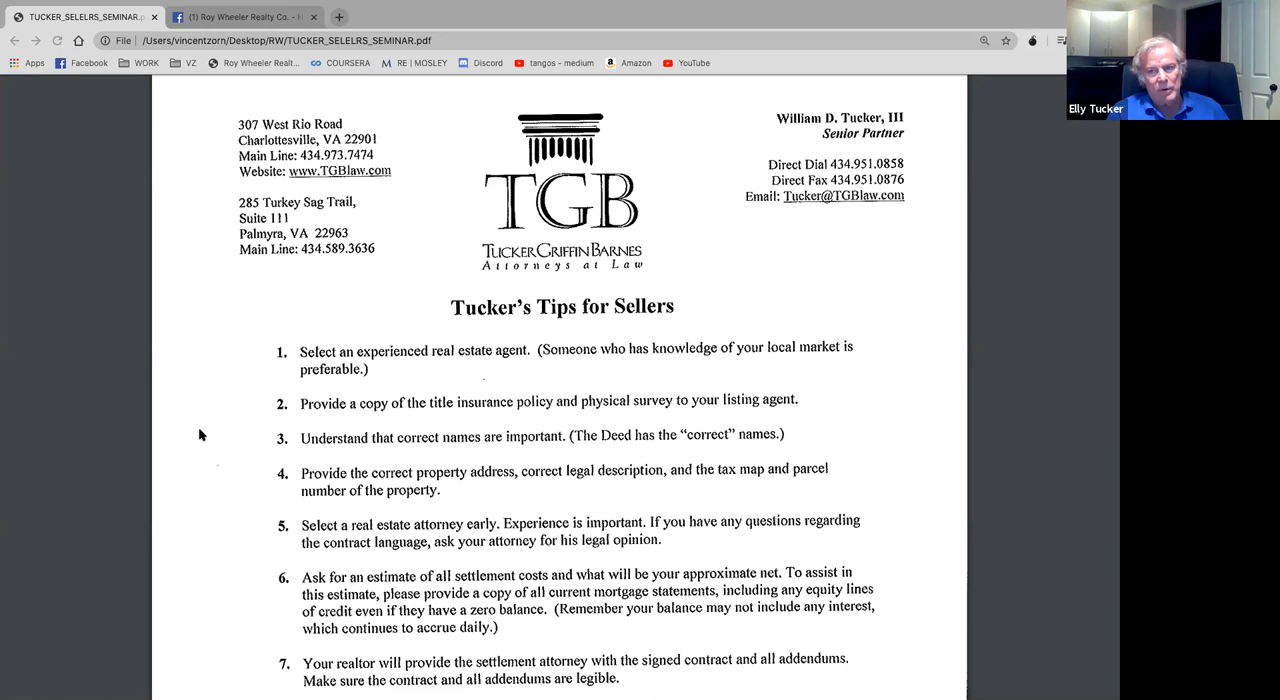 TUCKER_SELELRS_SEMINAR.p
(1) Roy Wheeler Realty Co. - H
File
/Users/vincentzorn/Desktop/RW/TUCKER_SELELRS_SEMINAR.pdf
Apps
Facebook
WORK
VZ
Roy Wheeler Realt...
COURSERA
RE | MOSLEY
Discord
tangos - medium
Amazon
YouTube
Elly Tucker
307 West Rio Road
Charlottesville, VA 22901
Main Line: 434.973.7474
Website: www.TGBlaw.com
285 Turkey Sag Trail,
Suite 111
Palmyra, VA 22963
Main Line: 434.589.3636
TGB
TUCKERGRIFFINBARNES
Attorneys at Law
William D. Tucker, III
Senior Partner
Direct Dial 434.951.0858
Direct Fax 434.951.0876
Email: Tucker@TGBlaw.com
Tucker's Tips for Sellers
1. Select an experienced real estate agent. (Someone who has knowledge of your local market is
preferable.)
2. Provide a copy of the title insurance policy and physical survey to your listing agent.
3. Understand that correct names are important. (The Deed has the “correct” names.)
4. Provide the correct property address, correct legal description, and the tax map and parcel
number of the property.
5. Select a real estate attorney early. Experience is important. If you have any questions regarding
the contract language, ask your attorney for his legal opinion.
6. Ask for an estimate of all settlement costs and what will be your approximate net. To assist in
this estimate, please provide a copy of all current mortgage statements, including any equity lines
of credit even if they have a zero balance. (Remember your balance may not include any interest,
which continues to accrue daily.)
7. Your realtor will provide the settlement attorney with the signed contract and all addendums.
Make sure the contract and all addendums are legible.